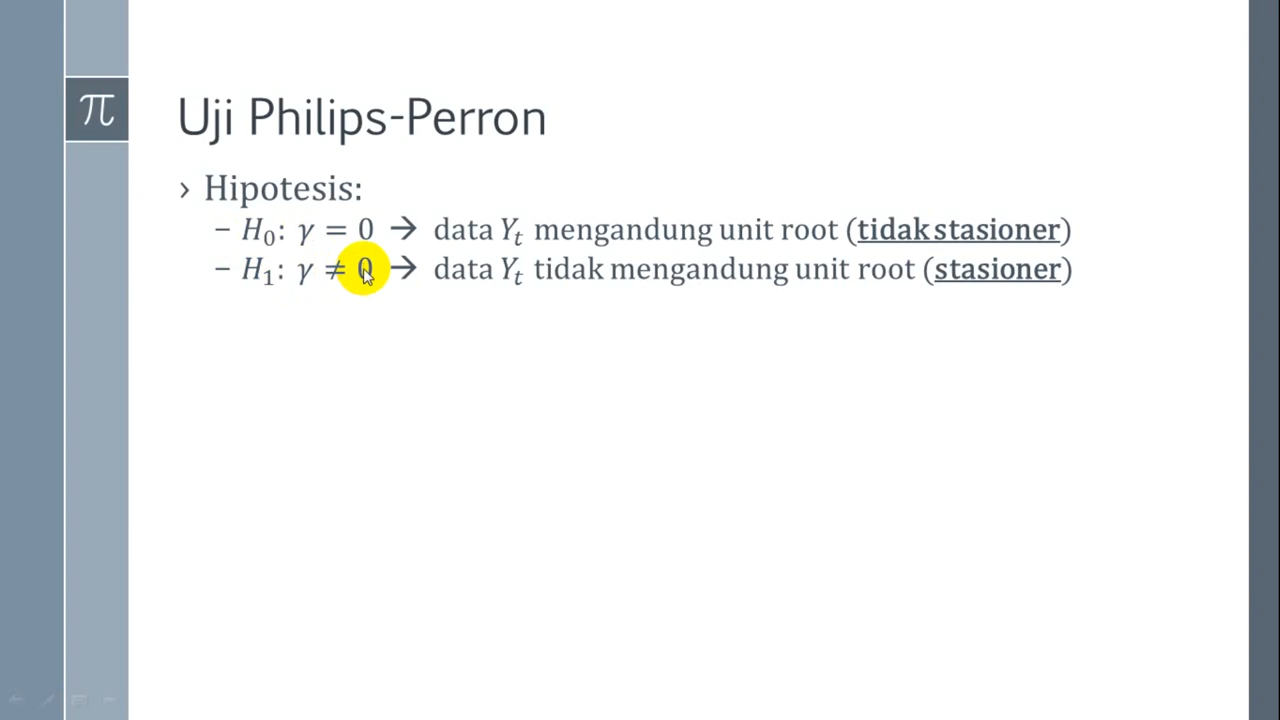 π
Uji Philips-Perron
› Hipotesis:
– H₀: γ = 0 → data Yₜ mengandung unit root (tidak stasioner)
– H₁: γ ≠ 0 → data Yₜ tidak mengandung unit root (stasioner)